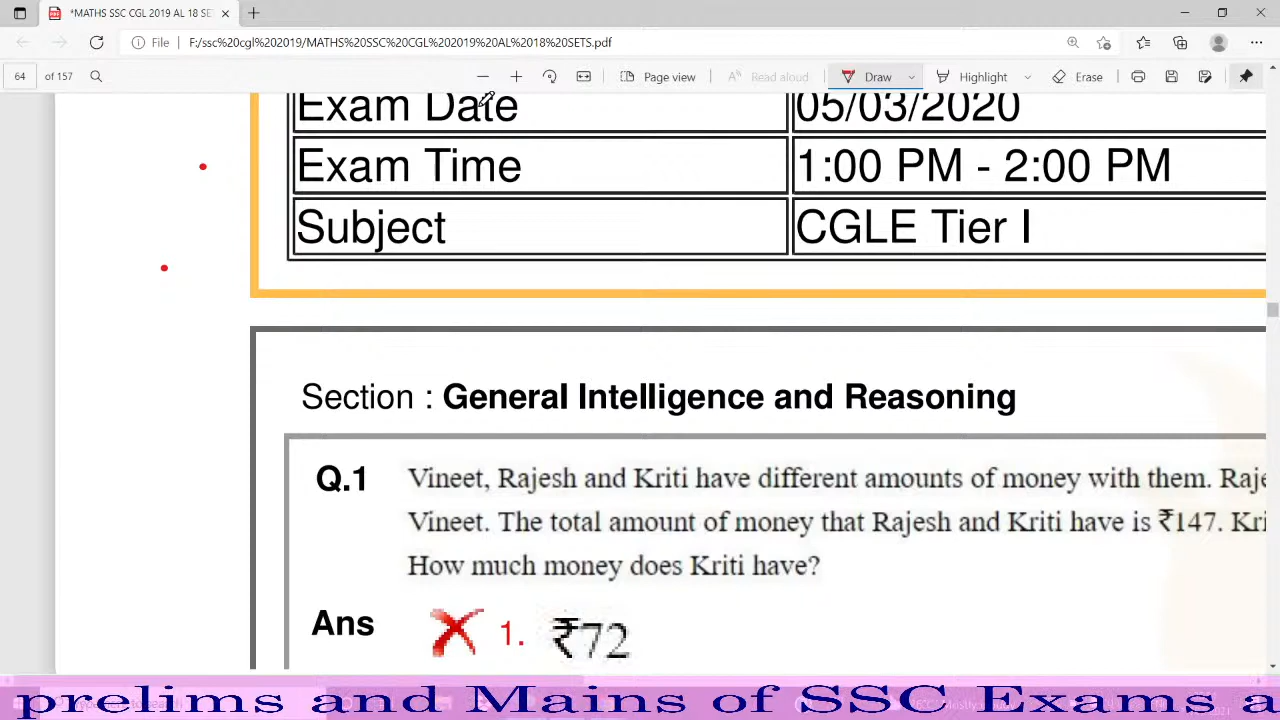 *MATHS SSC CGL 2019 AL 18 SE
File F:/ssc%20cgl%202019/MATHS%20SSC%20CGL%202019%20AL%2018%20SETS.pdf
64 of 157 Page view Read aloud Draw Highlight Erase
Exam Date 05/03/2020
Exam Time 1:00 PM - 2:00 PM
Subject CGLE Tier I
Section : General Intelligence and Reasoning
Q.1 Vineet, Rajesh and Kriti have different amounts of money with them. Raje
Vineet. The total amount of money that Rajesh and Kriti have is ₹147. Kri
How much money does Kriti have?
Ans 1. ₹72
prelims and Mains of SSC Exams a